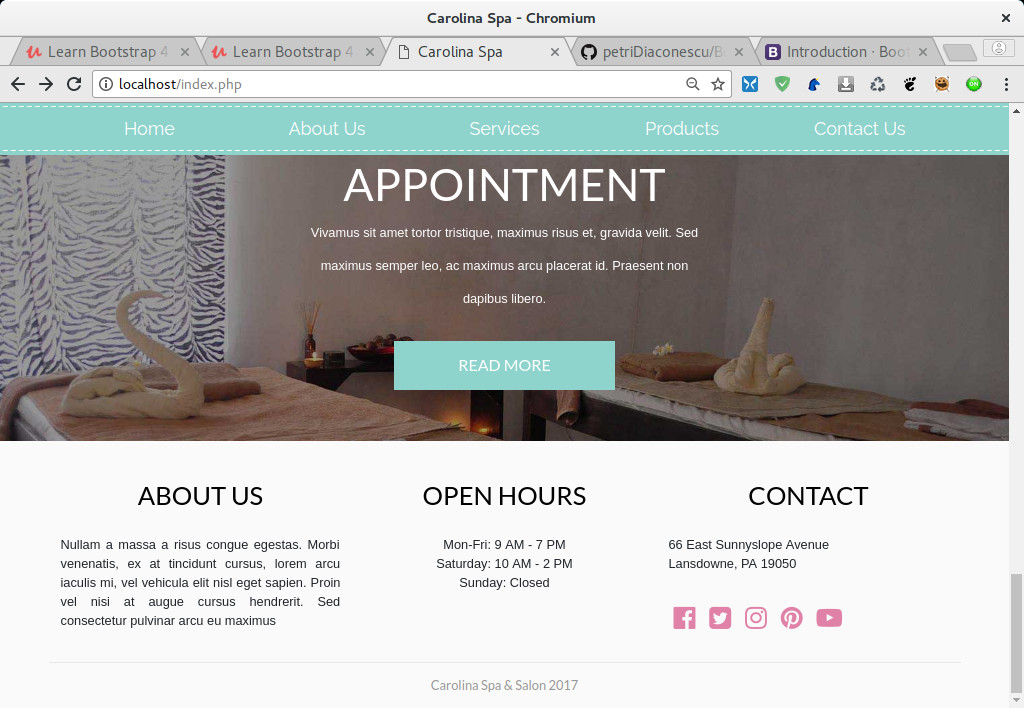 Carolina Spa - Chromium
Learn Bootstrap 4
Learn Bootstrap 4
Carolina Spa
petriDiaconescu/B
Introduction · Boot
localhost/index.php
Home About Us Services Products Contact Us
APPOINTMENT
Vivamus sit amet tortor tristique, maximus risus et, gravida velit. Sed
maximus semper leo, ac maximus arcu placerat id. Praesent non
dapibus libero.
READ MORE
ABOUT US
Nullam a massa a risus congue egestas. Morbi
venenatis, ex at tincidunt cursus, lorem arcu
iaculis mi, vel vehicula elit nisl eget sapien. Proin
vel nisi at augue cursus hendrerit. Sed
consectetur pulvinar arcu eu maximus
OPEN HOURS
Mon-Fri: 9 AM - 7 PM
Saturday: 10 AM - 2 PM
Sunday: Closed
CONTACT
66 East Sunnyslope Avenue
Lansdowne, PA 19050
Carolina Spa & Salon 2017